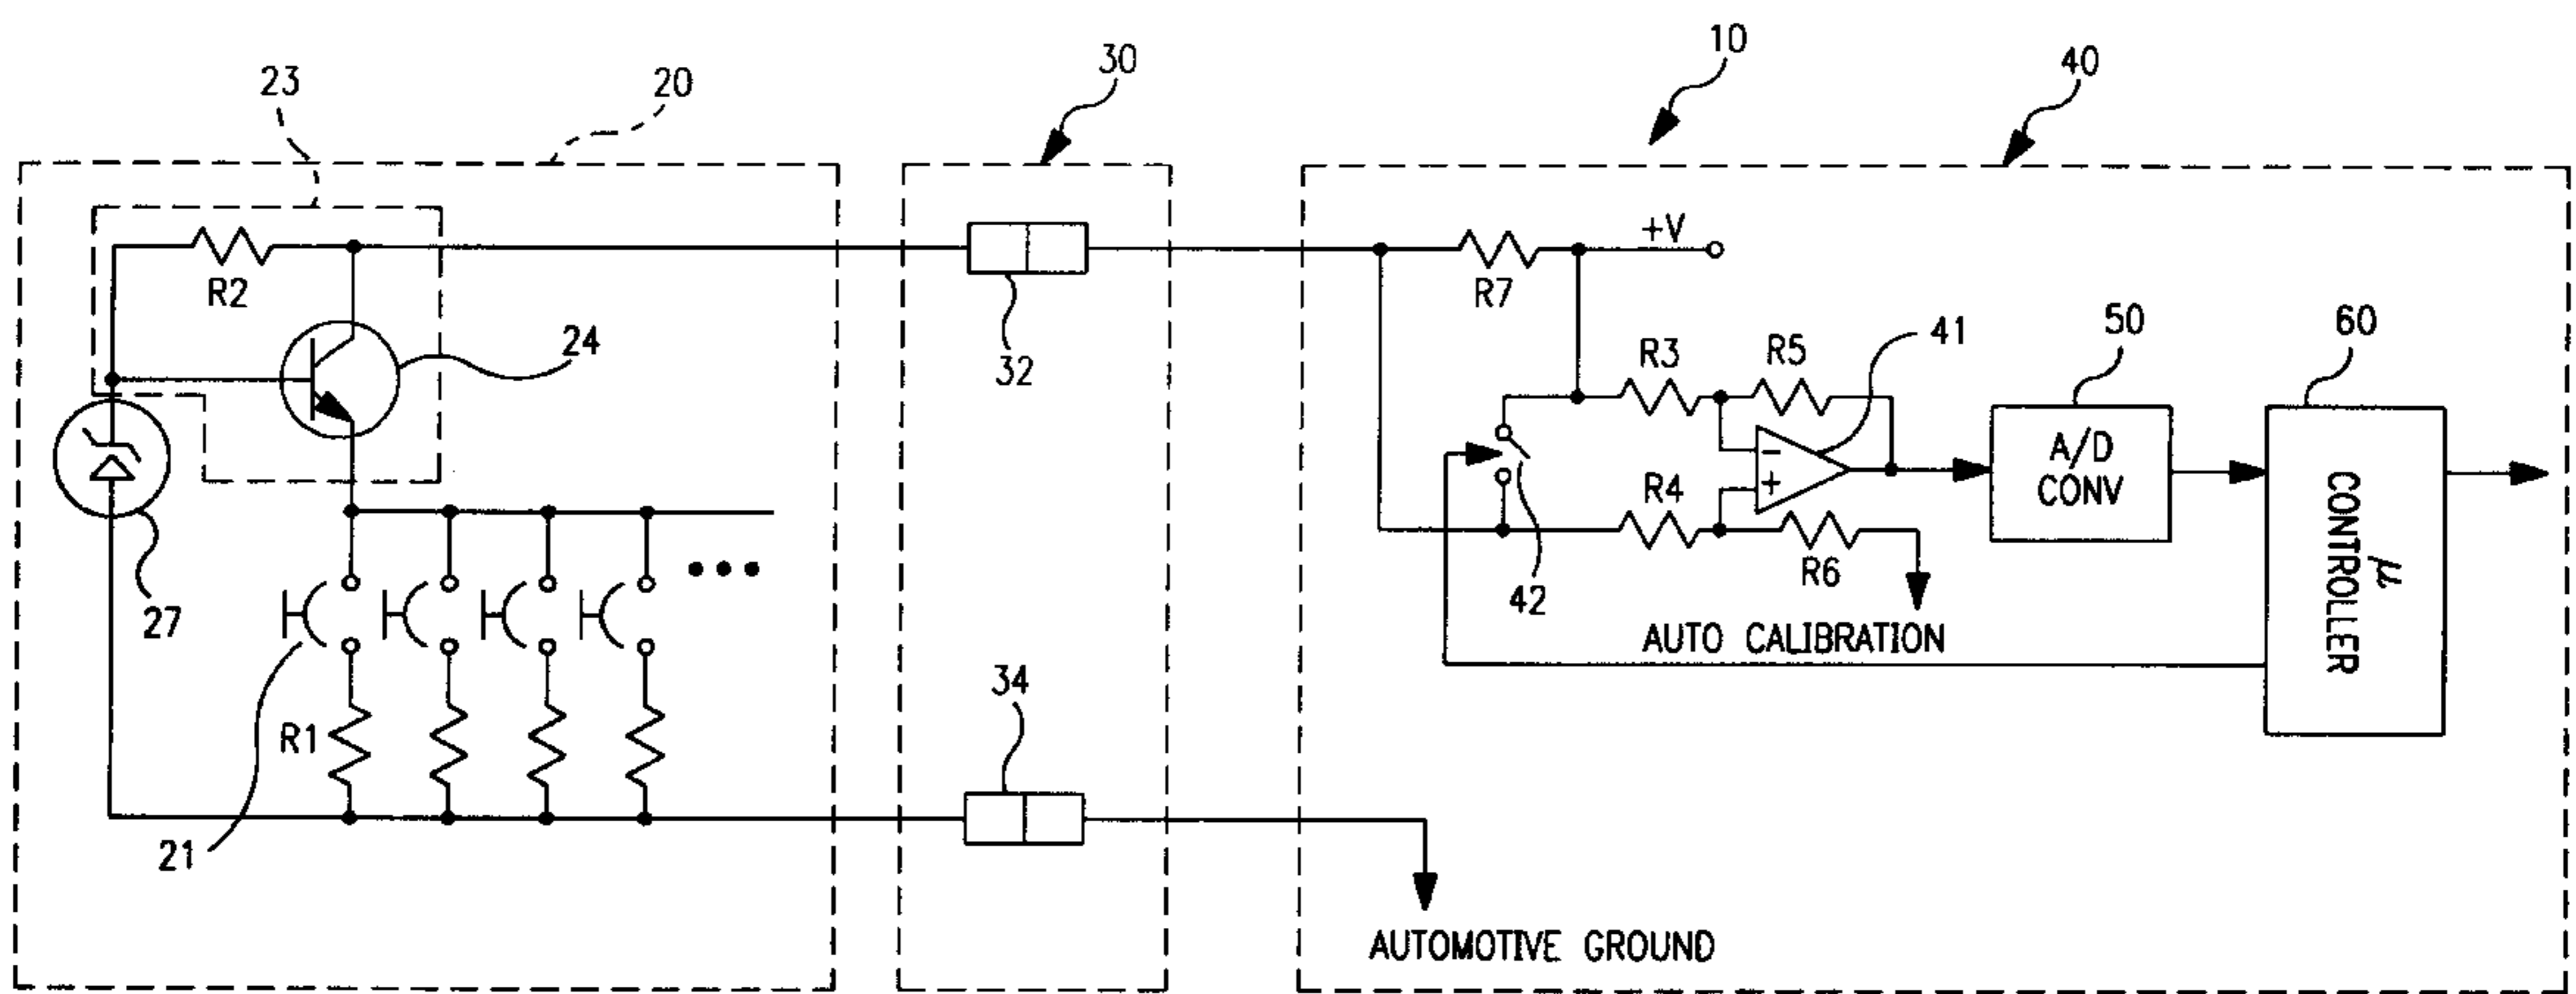 10
30
40
23
20
+V
R2
R7
50
60
24
32
R3
R5
41
A/D
CONV
R4
42
R6
27
μ
CONTROLLER
AUTO CALIBRATION
34
R1
21
AUTOMOTIVE GROUND